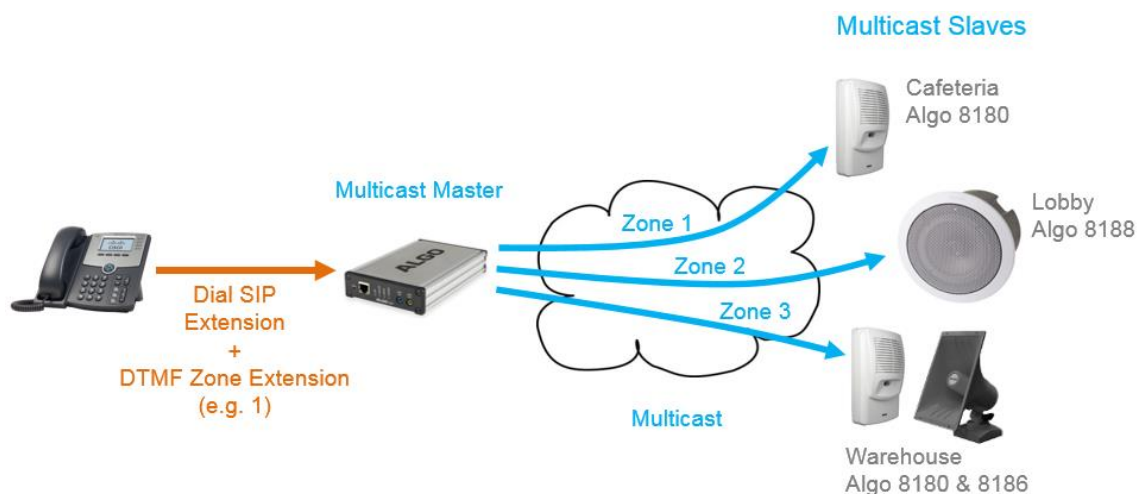 Multicast Slaves
Cafeteria
Algo 8180
Multicast Master
Zone 1
Lobby
Algo 8188
ALGO
Zone 2
Dial SIP
Extension
+
DTMF Zone Extension
(e.g. 1)
Zone 3
Multicast
Warehouse
Algo 8180 & 8186